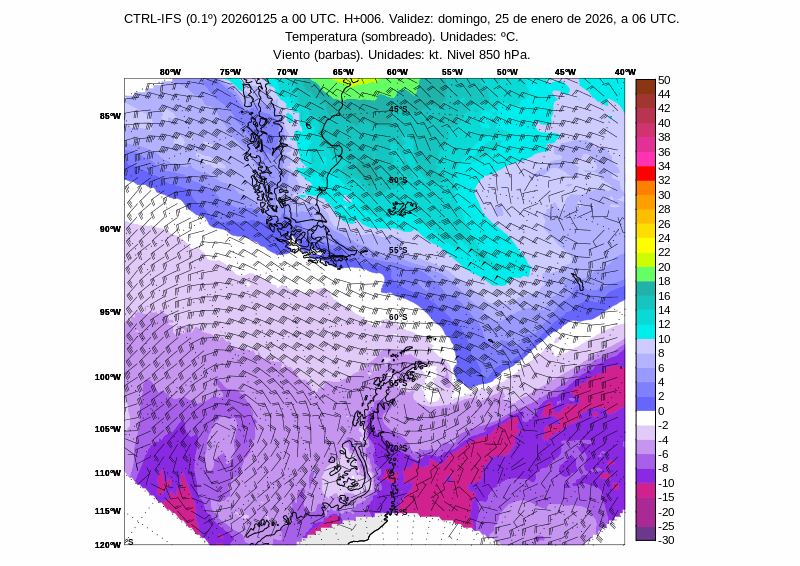 CTRL-IFS (0.1º) 20260125 a 00 UTC. H+006. Validez: domingo, 25 de enero de 2026, a 06 UTC.
Temperatura (sombreado). Unidades: ºC.
Viento (barbas). Unidades: kt. Nivel 850 hPa.
80°W 75°W 70°W 65°W 60°W 55°W 50°W 45°W 40°W
85°W
90°W
95°W
100°W
105°W
110°W
115°W
120°W
45°S
55°S
60°S
65°S
70°S
°S
50
44
42
40
38
36
34
32
30
28
26
24
22
20
18
16
14
12
10
8
6
4
2
0
-2
-4
-6
-8
-10
-15
-20
-25
-30